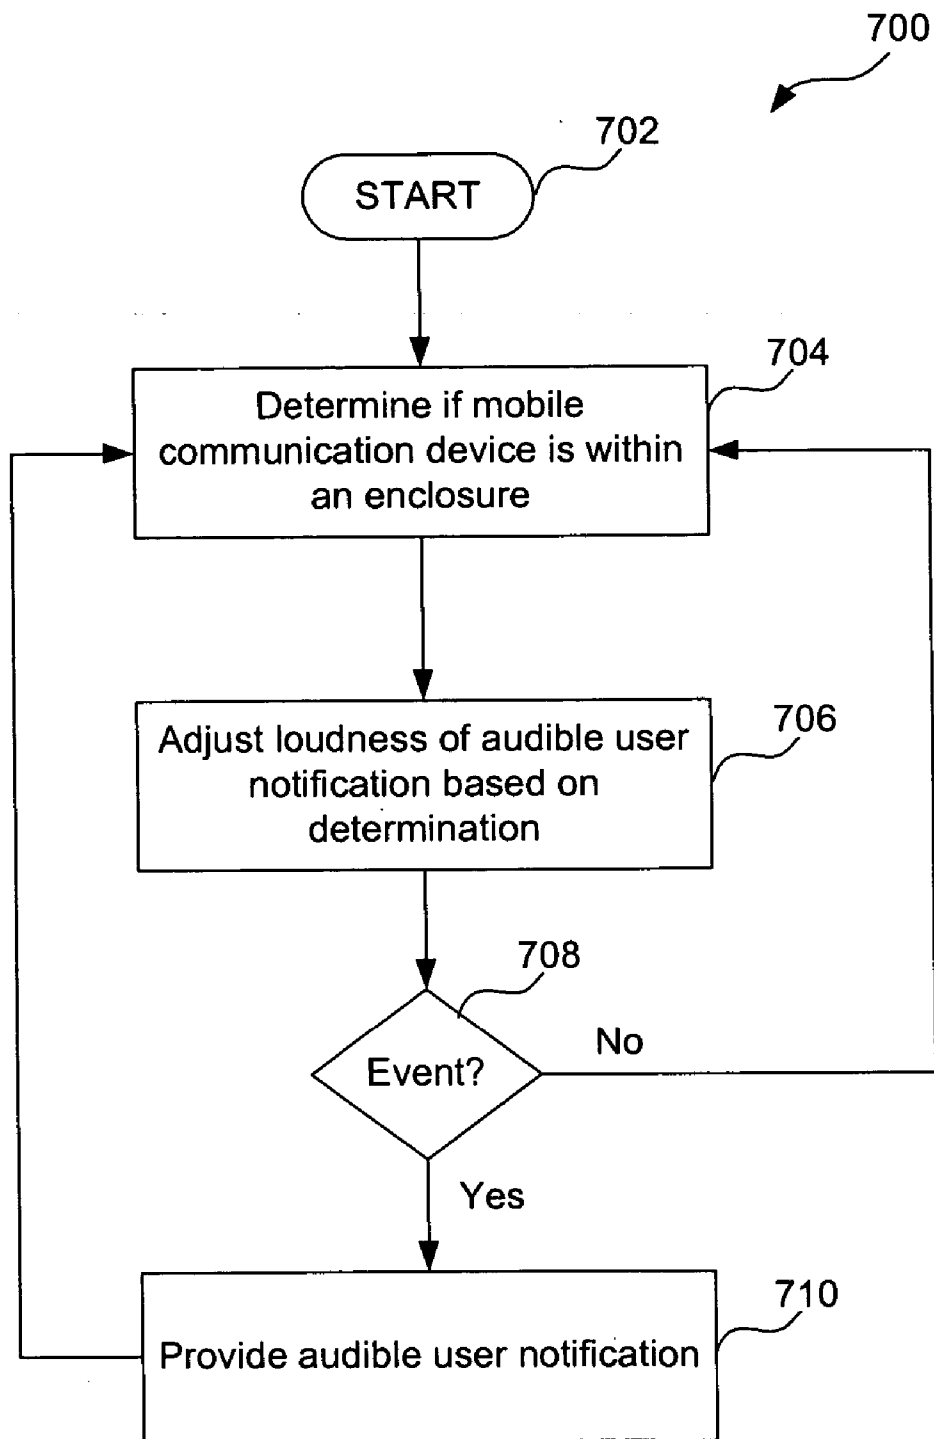 700
702
START
704
Determine if mobile
communication device is within
an enclosure
706
Adjust loudness of audible user
notification based on
determination
708
Event?
No
Yes
710
Provide audible user notification